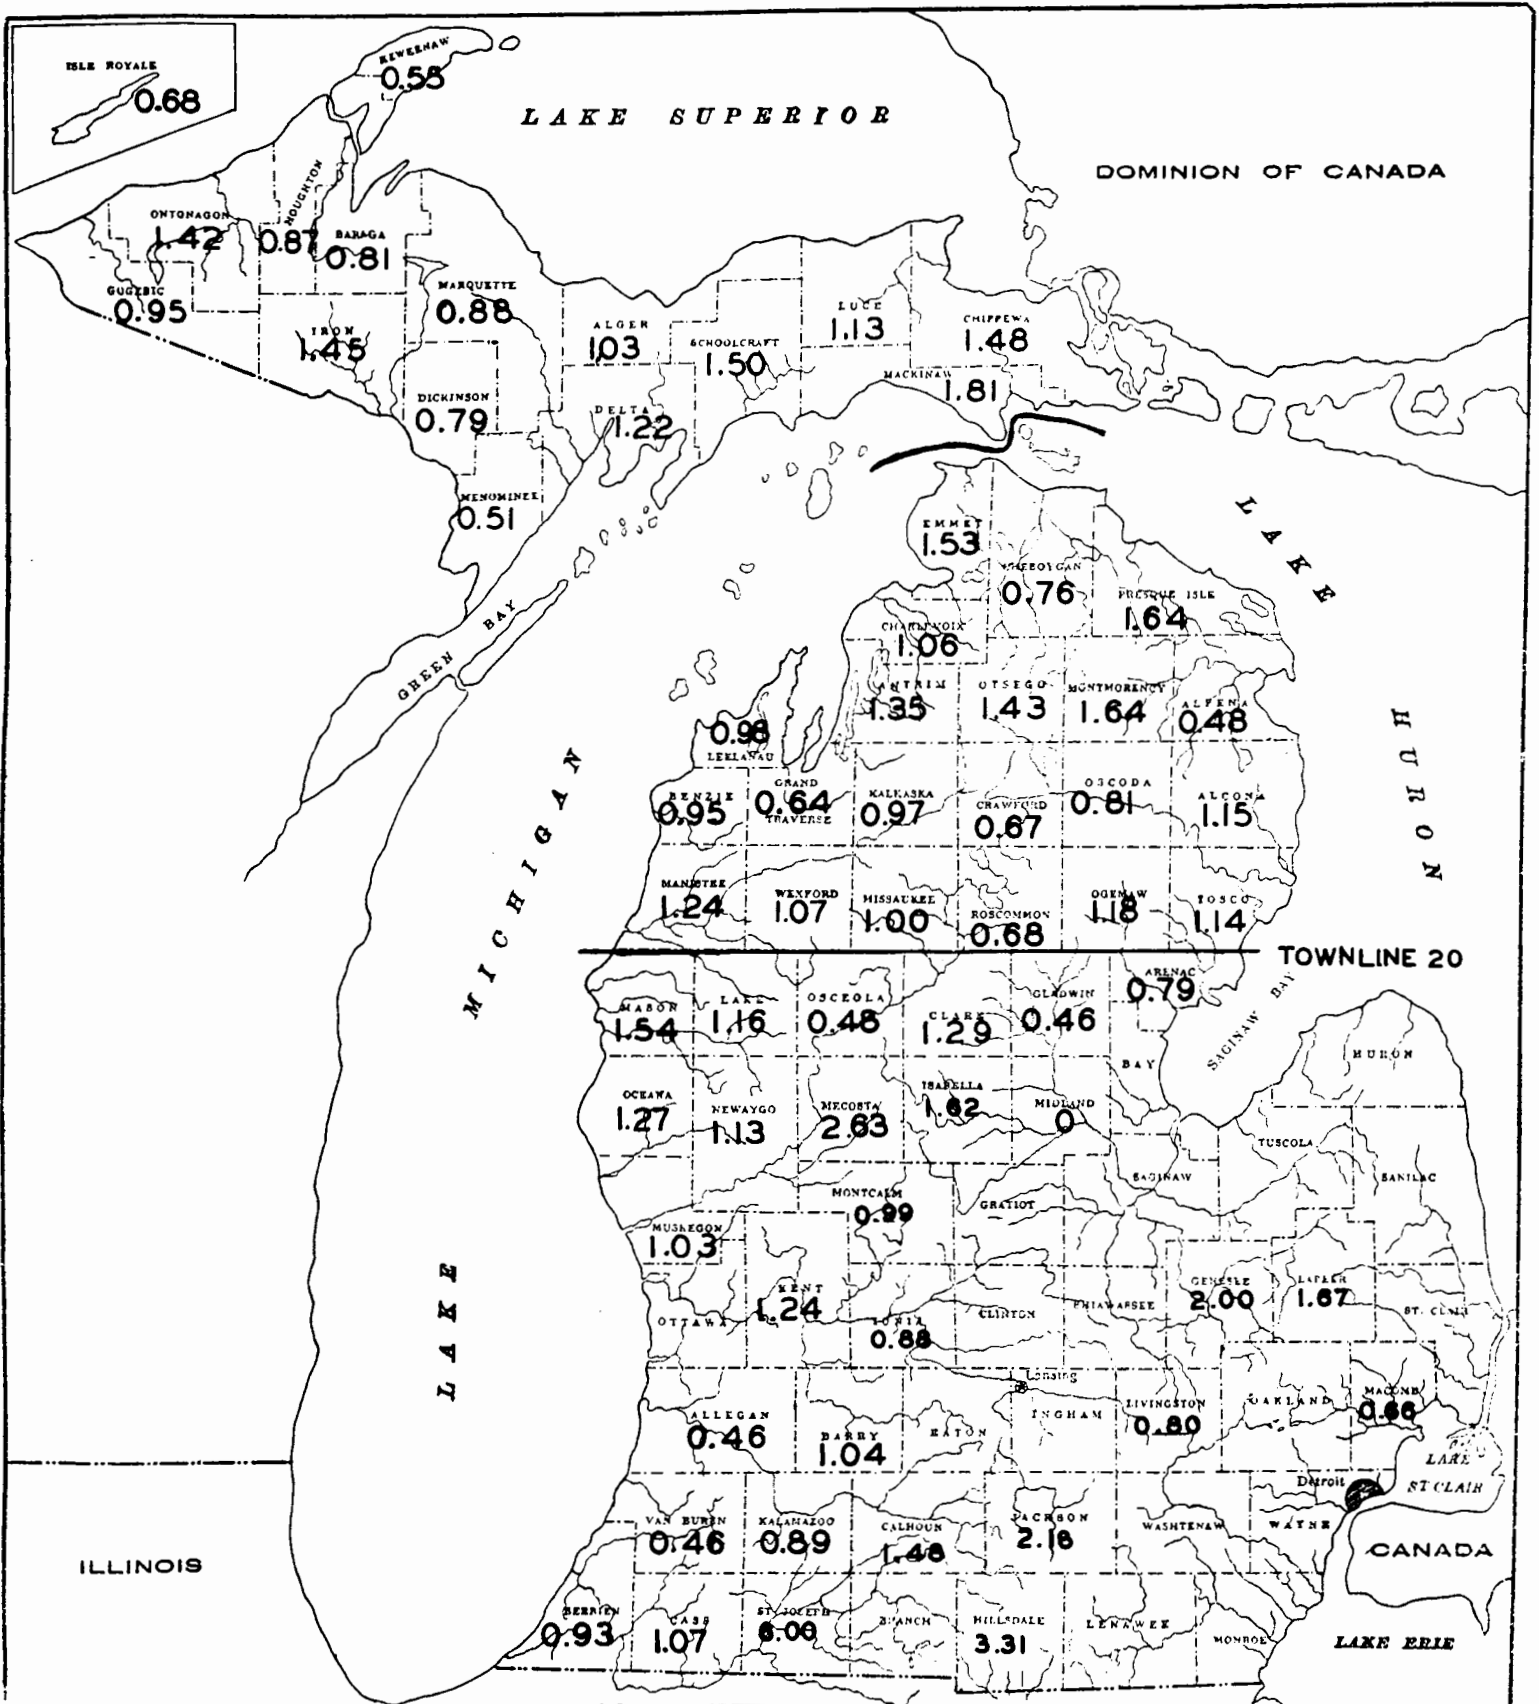 ISLE ROYALE
0.68
KEWEENAW
0.55
LAKE SUPERIOR
DOMINION OF CANADA
ONTONAGON
1.42
HOUGHTON
0.87
BARAGA
0.81
GOGEBIC
0.95
IRON
1.45
MARQUETTE
0.88
ALGER
1.03
SCHOOLCRAFT
1.50
LUCE
1.13
CHIPPEWA
1.48
MACKINAW
1.81
DICKINSON
0.79
DELTA
1.22
MENOMINEE
0.51
GREEN BAY
LAKE HURON
LAKE MICHIGAN
EMMET
1.53
CHEBOYGAN
0.76
PRESQUE ISLE
1.64
CHARLEVOIX
1.06
ANTRIM
1.35
OTSEGO
1.43
MONTMORENCY
1.64
ALPENA
0.48
0.98
LEELANAU
BENZIE
0.95
GRAND
0.64
TRAVERSE
KALKASKA
0.97
CRAWFORD
0.67
OSCODA
0.81
ALCONA
1.15
MANISTEE
1.24
WEXFORD
1.07
MISSAUKEE
1.00
ROSCOMMON
0.68
OGEMAW
1.18
IOSCO
1.14
TOWNLINE 20
MASON
1.54
LAKE
1.16
OSCEOLA
0.48
CLARE
1.29
GLADWIN
0.46
ARENAC
0.79
SAGINAW BAY
BAY
HURON
OCEANA
1.27
NEWAYGO
1.13
MECOSTA
2.63
ISABELLA
1.62
MIDLAND
0
TUSCOLA
SANILAC
SAGINAW
MONTCALM
0.99
GRATIOT
MUSKEGON
1.03
KENT
1.24
OTTAWA
IONIA
0.88
CLINTON
SHIAWASSEE
GENESEE
2.00
LAPEER
1.67
ST. CLAIR
Lansing
ALLEGAN
0.46
BARRY
1.04
EATON
INGHAM
LIVINGSTON
0.80
OAKLAND
MACOMB
0.66
LAKE
ST CLAIR
Detroit
VAN BUREN
0.46
KALAMAZOO
0.89
CALHOUN
1.48
JACKSON
2.18
WASHTENAW
WAYNE
CANADA
ILLINOIS
BERRIEN
0.93
CASS
1.07
ST. JOSEPH
6.00
BRANCH
HILLSDALE
3.31
LENAWEE
MONROE
LAKE ERIE